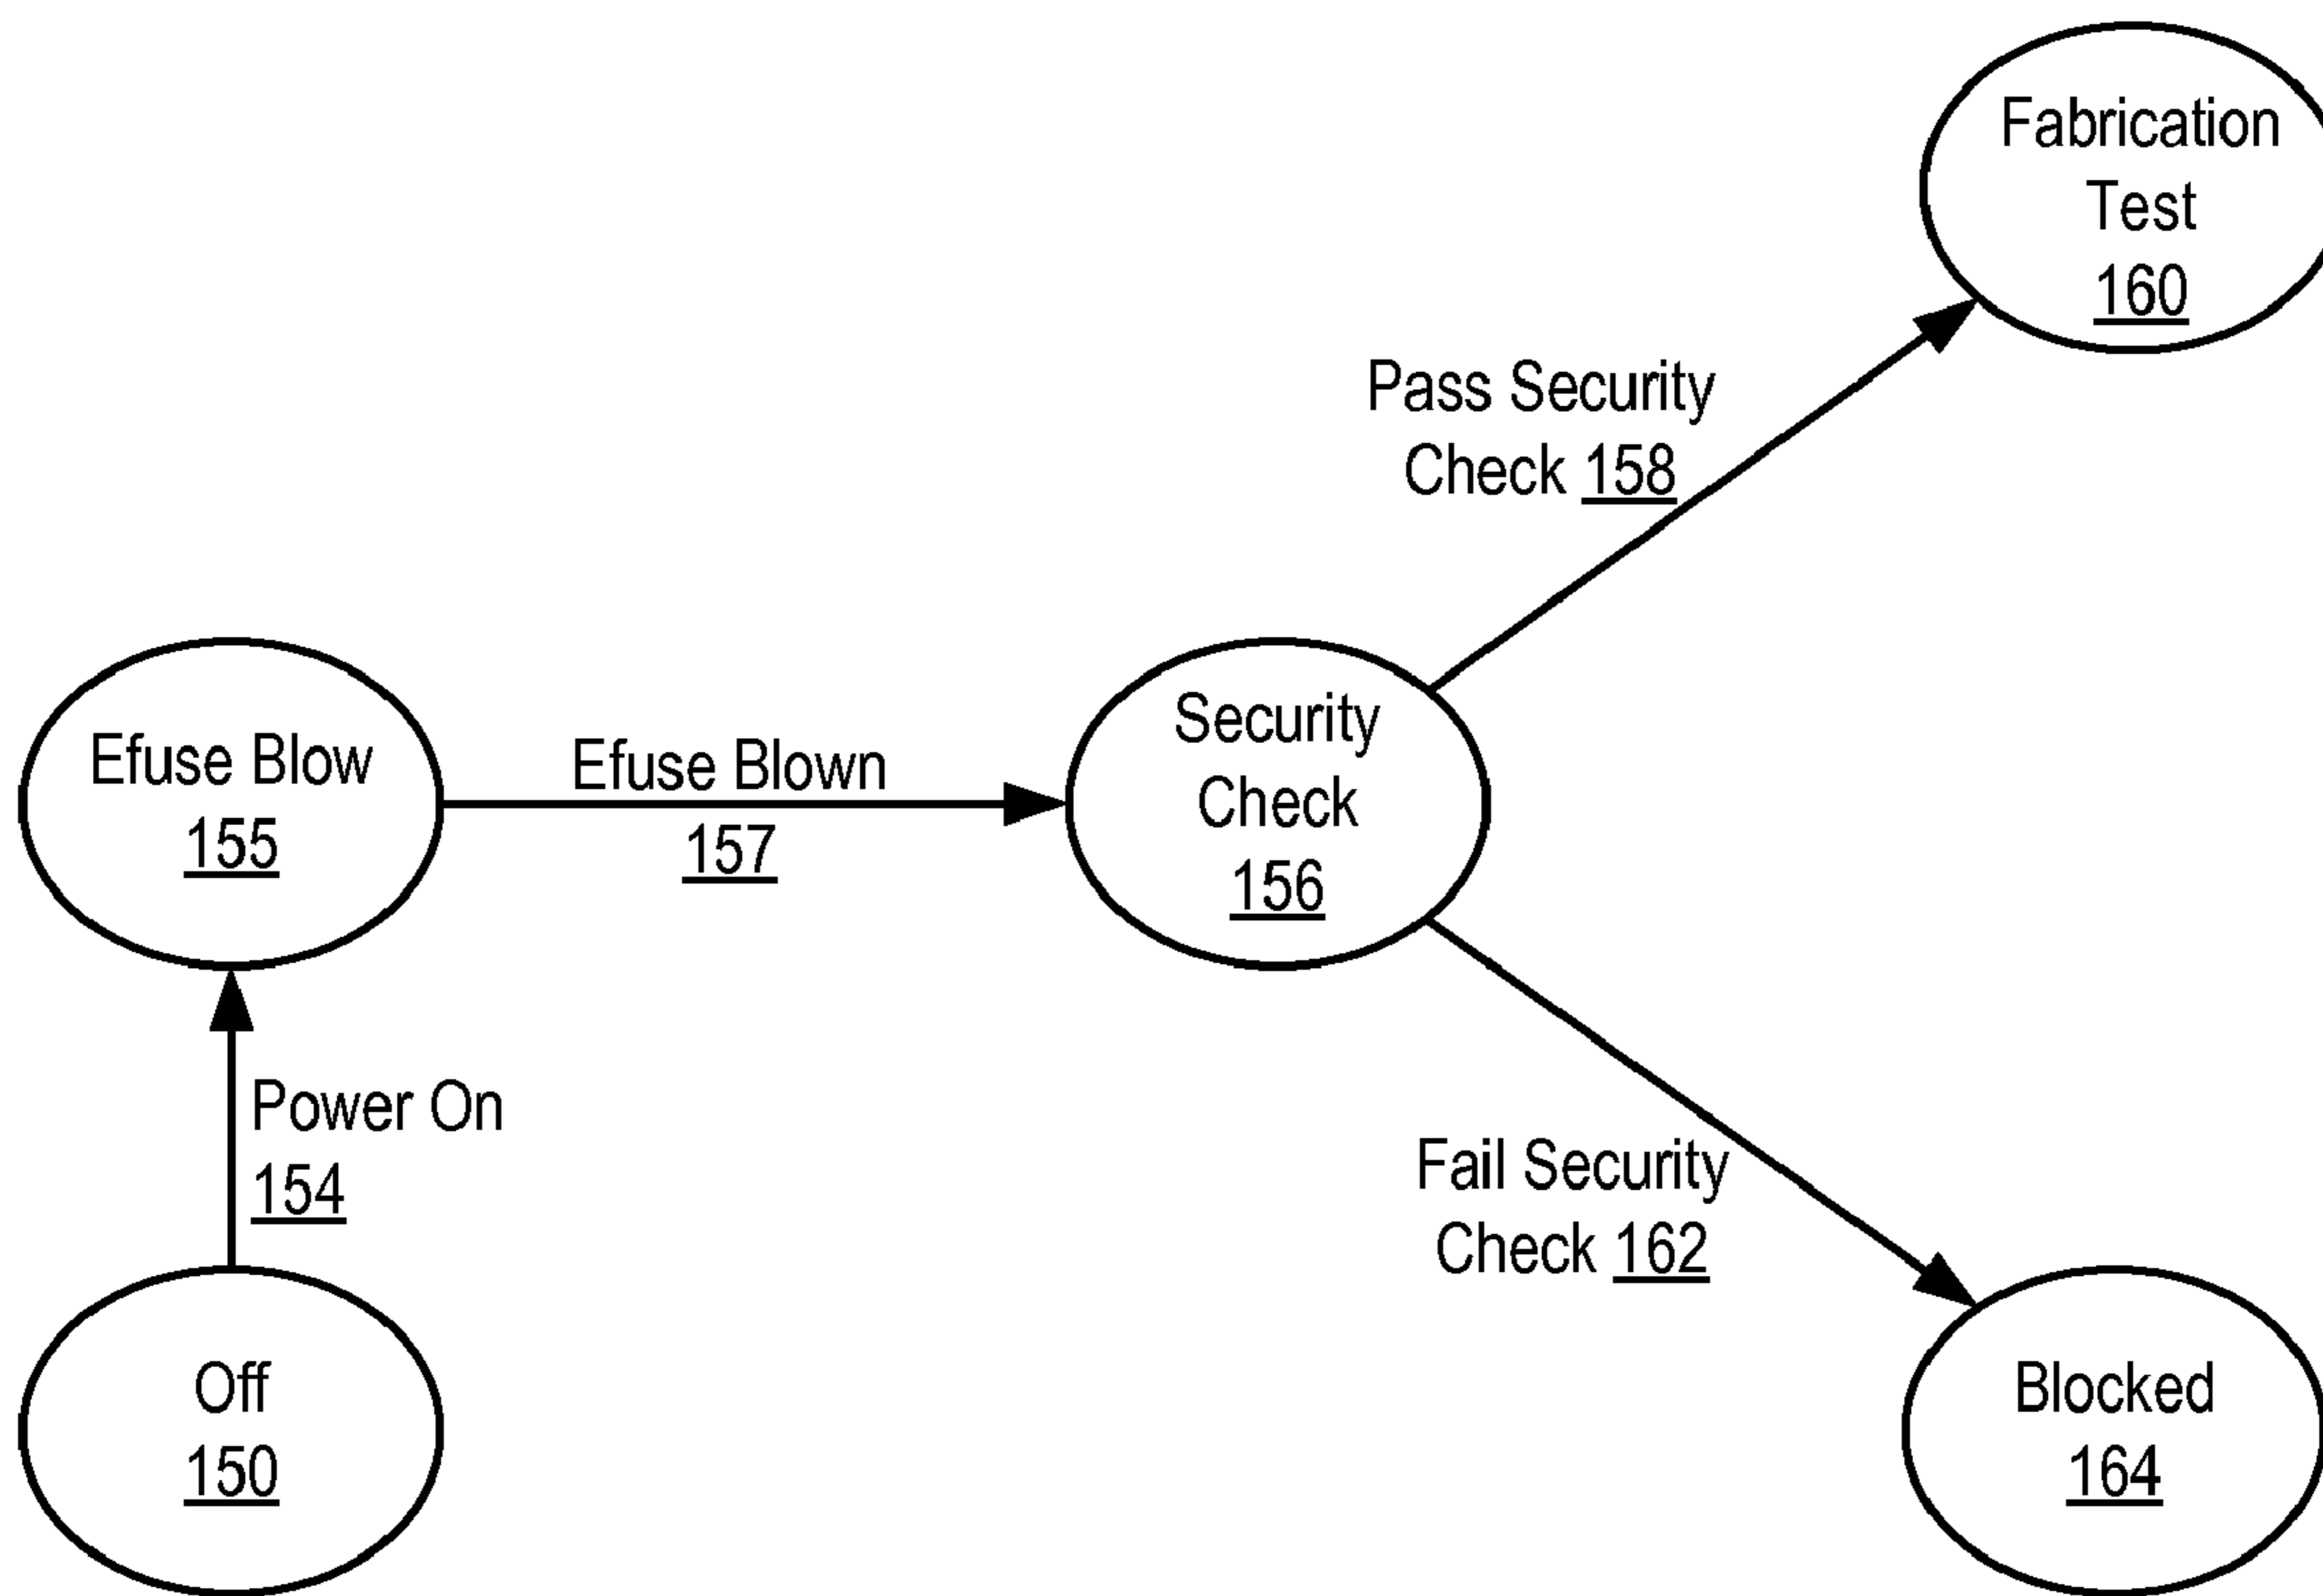 Fabrication
Test
160
Pass Security
Check 158
Efuse Blow
155
Efuse Blown
157
Security
Check
156
Power On
154
Fail Security
Check 162
Off
150
Blocked
164